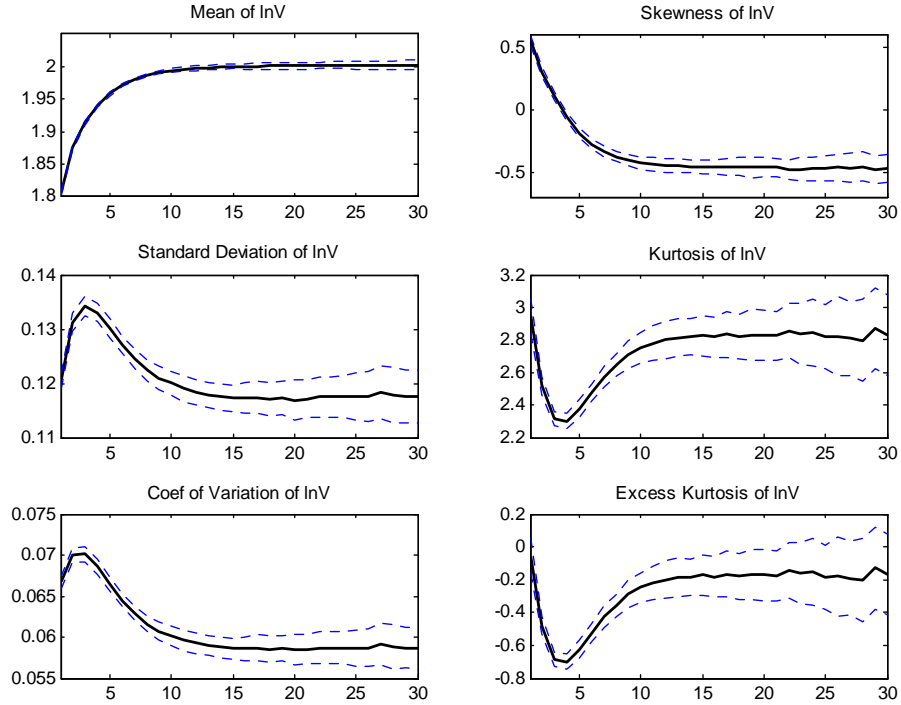 Mean of lnV
2
1.95
1.9
1.85
1.8
5 10 15 20 25 30
Skewness of lnV
0.5
0
-0.5
5 10 15 20 25 30
Standard Deviation of lnV
0.14
0.13
0.12
0.11
5 10 15 20 25 30
Kurtosis of lnV
3.2
3
2.8
2.6
2.4
2.2
5 10 15 20 25 30
Coef of Variation of lnV
0.075
0.07
0.065
0.06
0.055
5 10 15 20 25 30
Excess Kurtosis of lnV
0.2
0
-0.2
-0.4
-0.6
-0.8
5 10 15 20 25 30